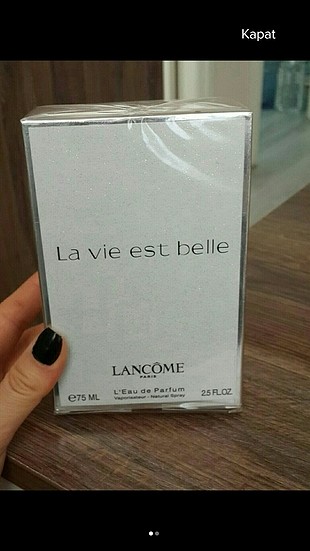 Kapat
La vie est belle
LANCÔME
PARIS
L'Eau de Parfum
Vaporisateur - Natural Spray
℮75 ML
2.5 FL.OZ.